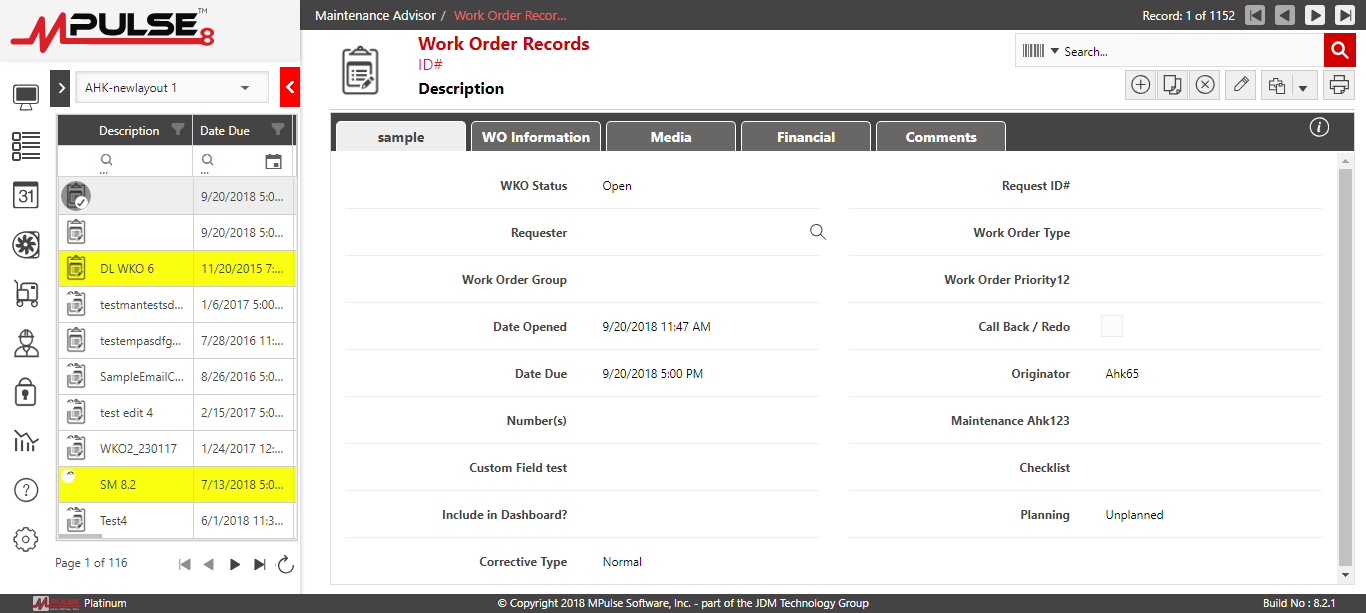 MPULSE 8 ™
Maintenance Advisor / Work Order Recor...
Record: 1 of 1152
Work Order Records
ID#
Description
Search...
AHK-newlayout 1
Description Date Due
... ...
9/20/2018 5:0...
9/20/2018 5:0...
DL WKO 6 11/20/2015 7:...
testmantestsd... 1/6/2017 5:00...
testempasdfg... 7/28/2016 11:...
SampleEmailC... 8/26/2016 5:0...
test edit 4 2/15/2017 5:0...
WKO2_230117 1/24/2017 12:...
SM 8.2 7/13/2018 5:0...
Test4 6/1/2018 11:3...
Page 1 of 116
31
?
sample WO Information Media Financial Comments
i
WKO Status Open Request ID#
Requester Work Order Type
Work Order Group Work Order Priority12
Date Opened 9/20/2018 11:47 AM Call Back / Redo
Date Due 9/20/2018 5:00 PM Originator Ahk65
Number(s) Maintenance Ahk123
Custom Field test Checklist
Include in Dashboard? Planning Unplanned
Corrective Type Normal
MPULSE Platinum
© Copyright 2018 MPulse Software, Inc. - part of the JDM Technology Group
Build No : 8.2.1